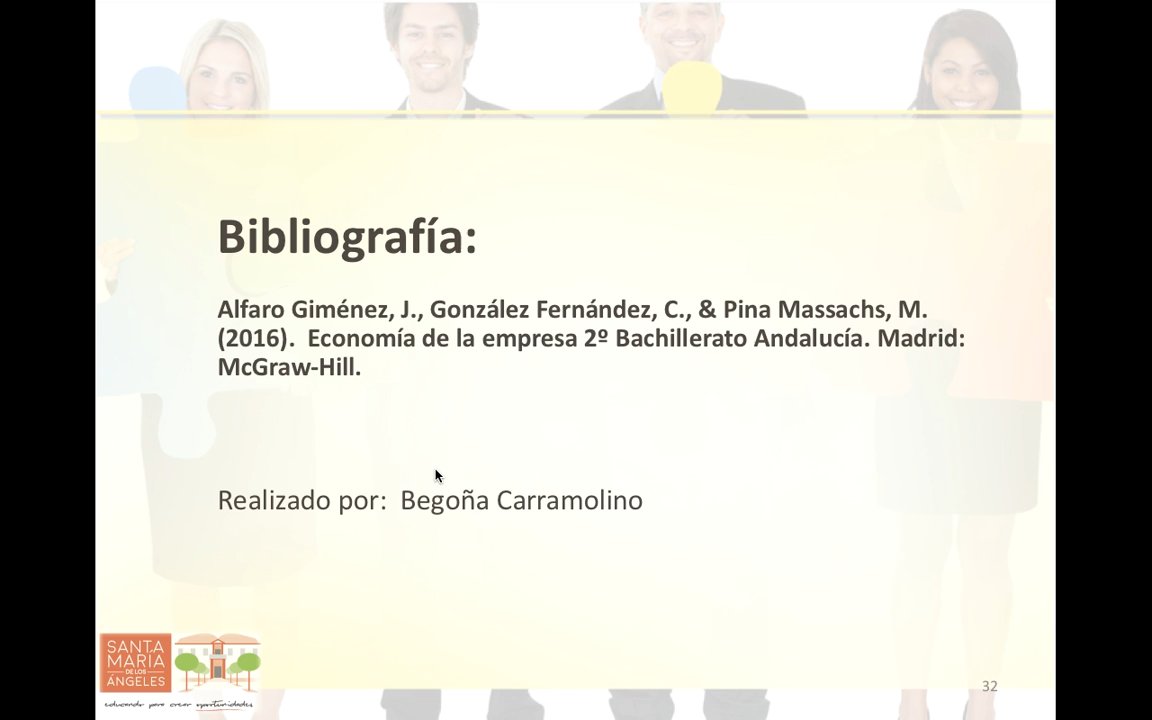 Bibliografía:
Alfaro Giménez, J., González Fernández, C., & Pina Massachs, M.
(2016).  Economía de la empresa 2º Bachillerato Andalucía. Madrid:
McGraw-Hill.
Realizado por:  Begoña Carramolino
SANTA
MARIA
DE LOS
ÁNGELES
educando para crear oportunidades
32